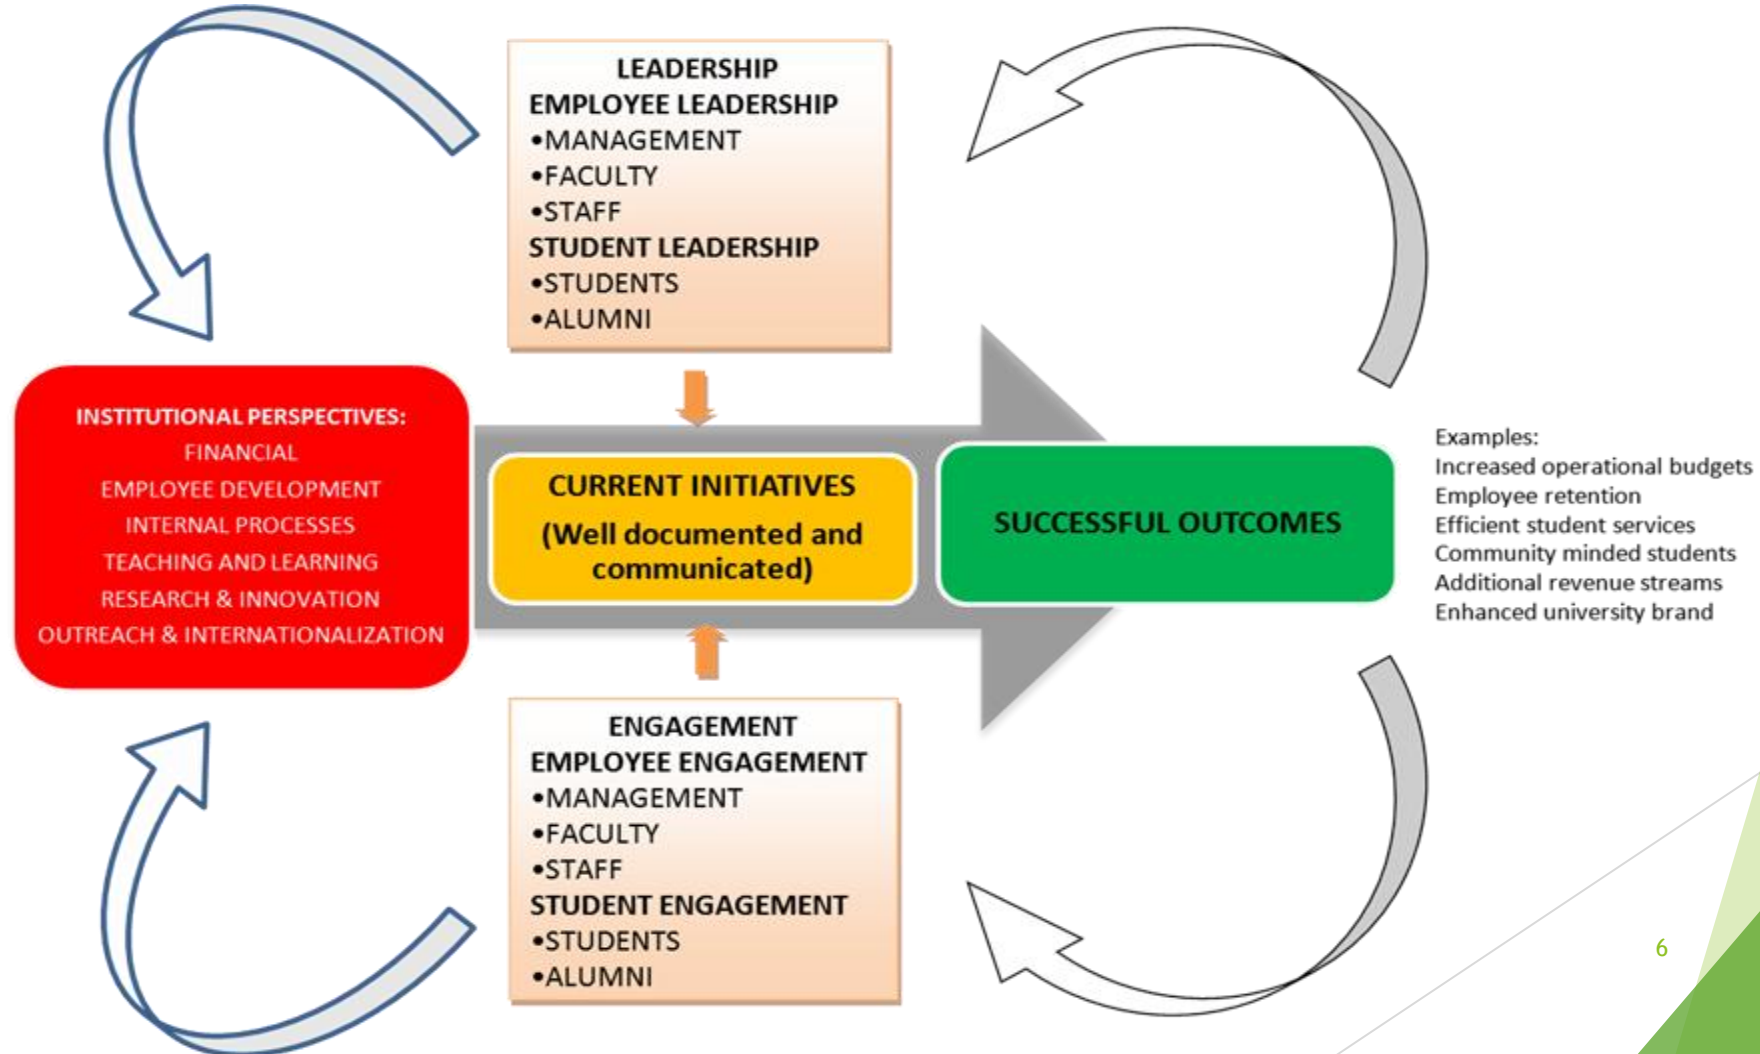 LEADERSHIP
EMPLOYEE LEADERSHIP
•MANAGEMENT
•FACULTY
•STAFF
STUDENT LEADERSHIP
•STUDENTS
•ALUMNI
INSTITUTIONAL PERSPECTIVES:
FINANCIAL
EMPLOYEE DEVELOPMENT
INTERNAL PROCESSES
TEACHING AND LEARNING
RESEARCH & INNOVATION
OUTREACH & INTERNATIONALIZATION
CURRENT INITIATIVES
(Well documented and
communicated)
SUCCESSFUL OUTCOMES
Examples:
Increased operational budgets
Employee retention
Efficient student services
Community minded students
Additional revenue streams
Enhanced university brand
ENGAGEMENT
EMPLOYEE ENGAGEMENT
•MANAGEMENT
•FACULTY
•STAFF
STUDENT ENGAGEMENT
•STUDENTS
•ALUMNI
6